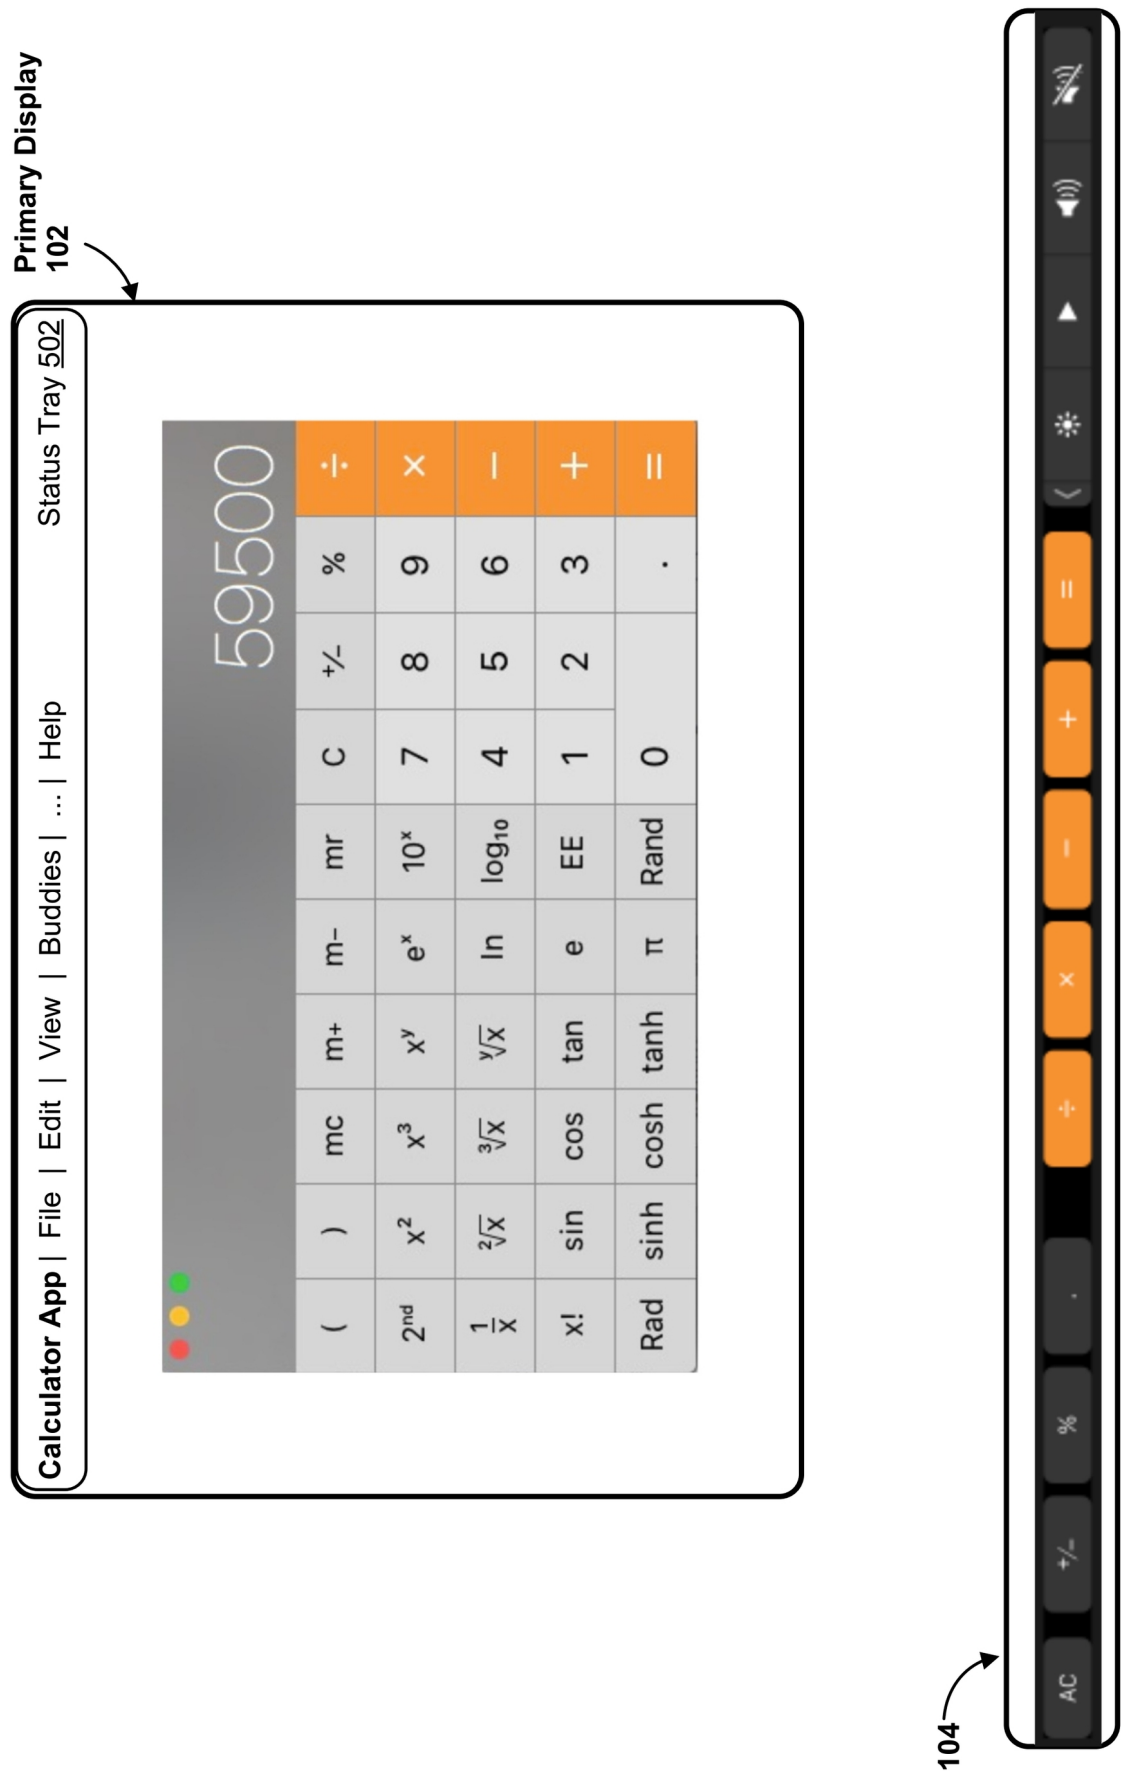 Primary Display
102
Calculator App | File | Edit | View | Buddies | ... | Help Status Tray 502
59500
( ) mc m+ m− mr C +/− % ÷
2ⁿᵈ x² x³ xʸ eˣ 10ˣ 7 8 9 ×
1/x ²√x ³√x ʸ√x ln log₁₀ 4 5 6 −
x! sin cos tan e EE 1 2 3 +
Rad sinh cosh tanh π Rand 0 . =
104
AC +/− % . ÷ × − + =